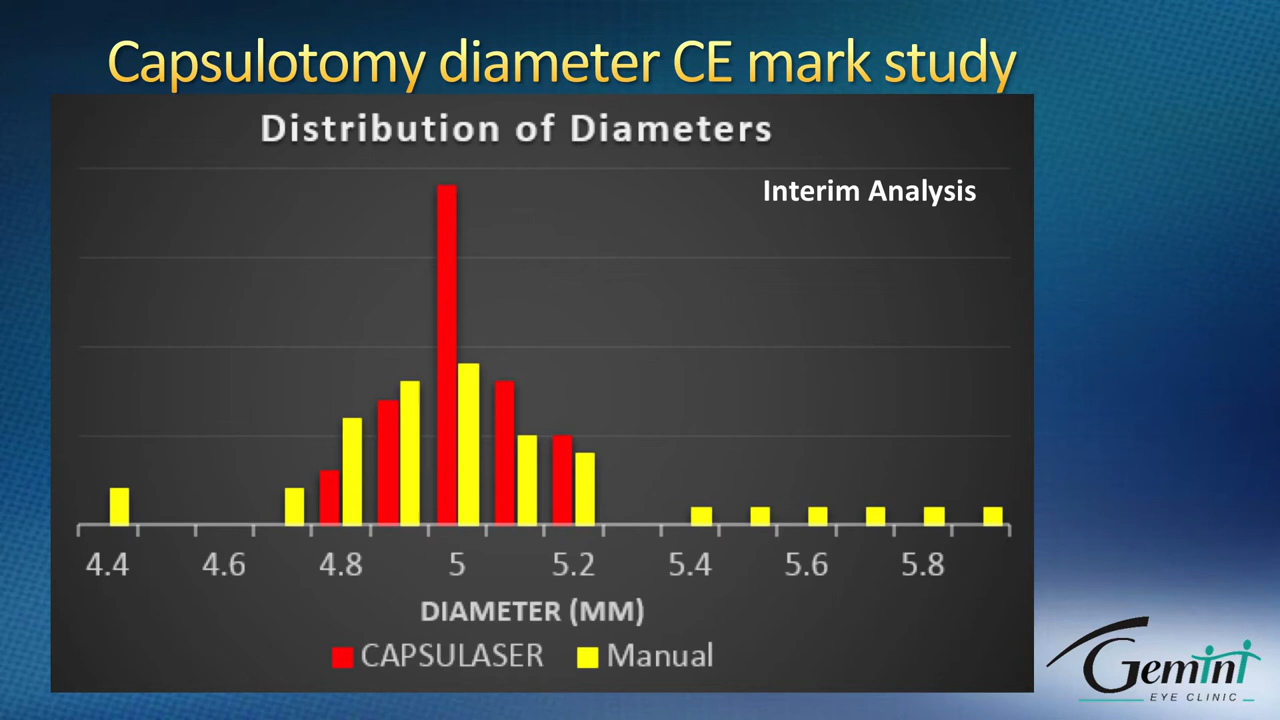 Capsulotomy diameter CE mark study
Distribution of Diameters
Interim Analysis
4.4 4.6 4.8 5 5.2 5.4 5.6 5.8
DIAMETER (MM)
CAPSULASER Manual
Gemini
EYE CLINIC